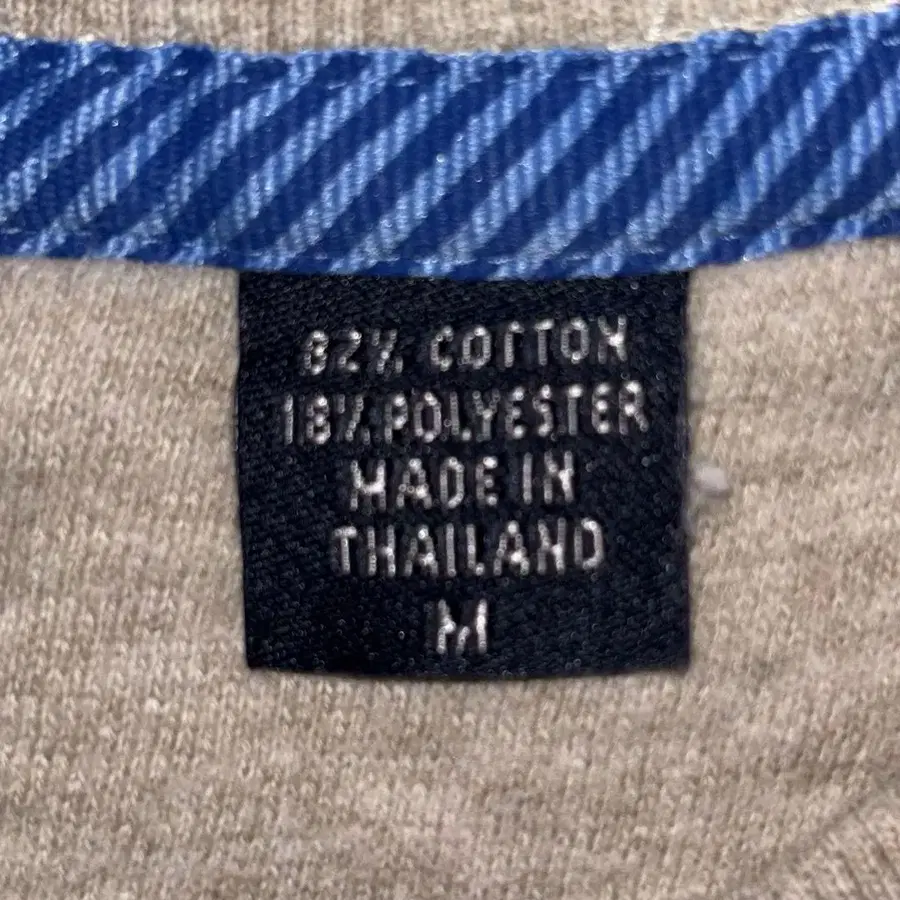 82% COTTON
18% POLYESTER
MADE IN
THAILAND
M